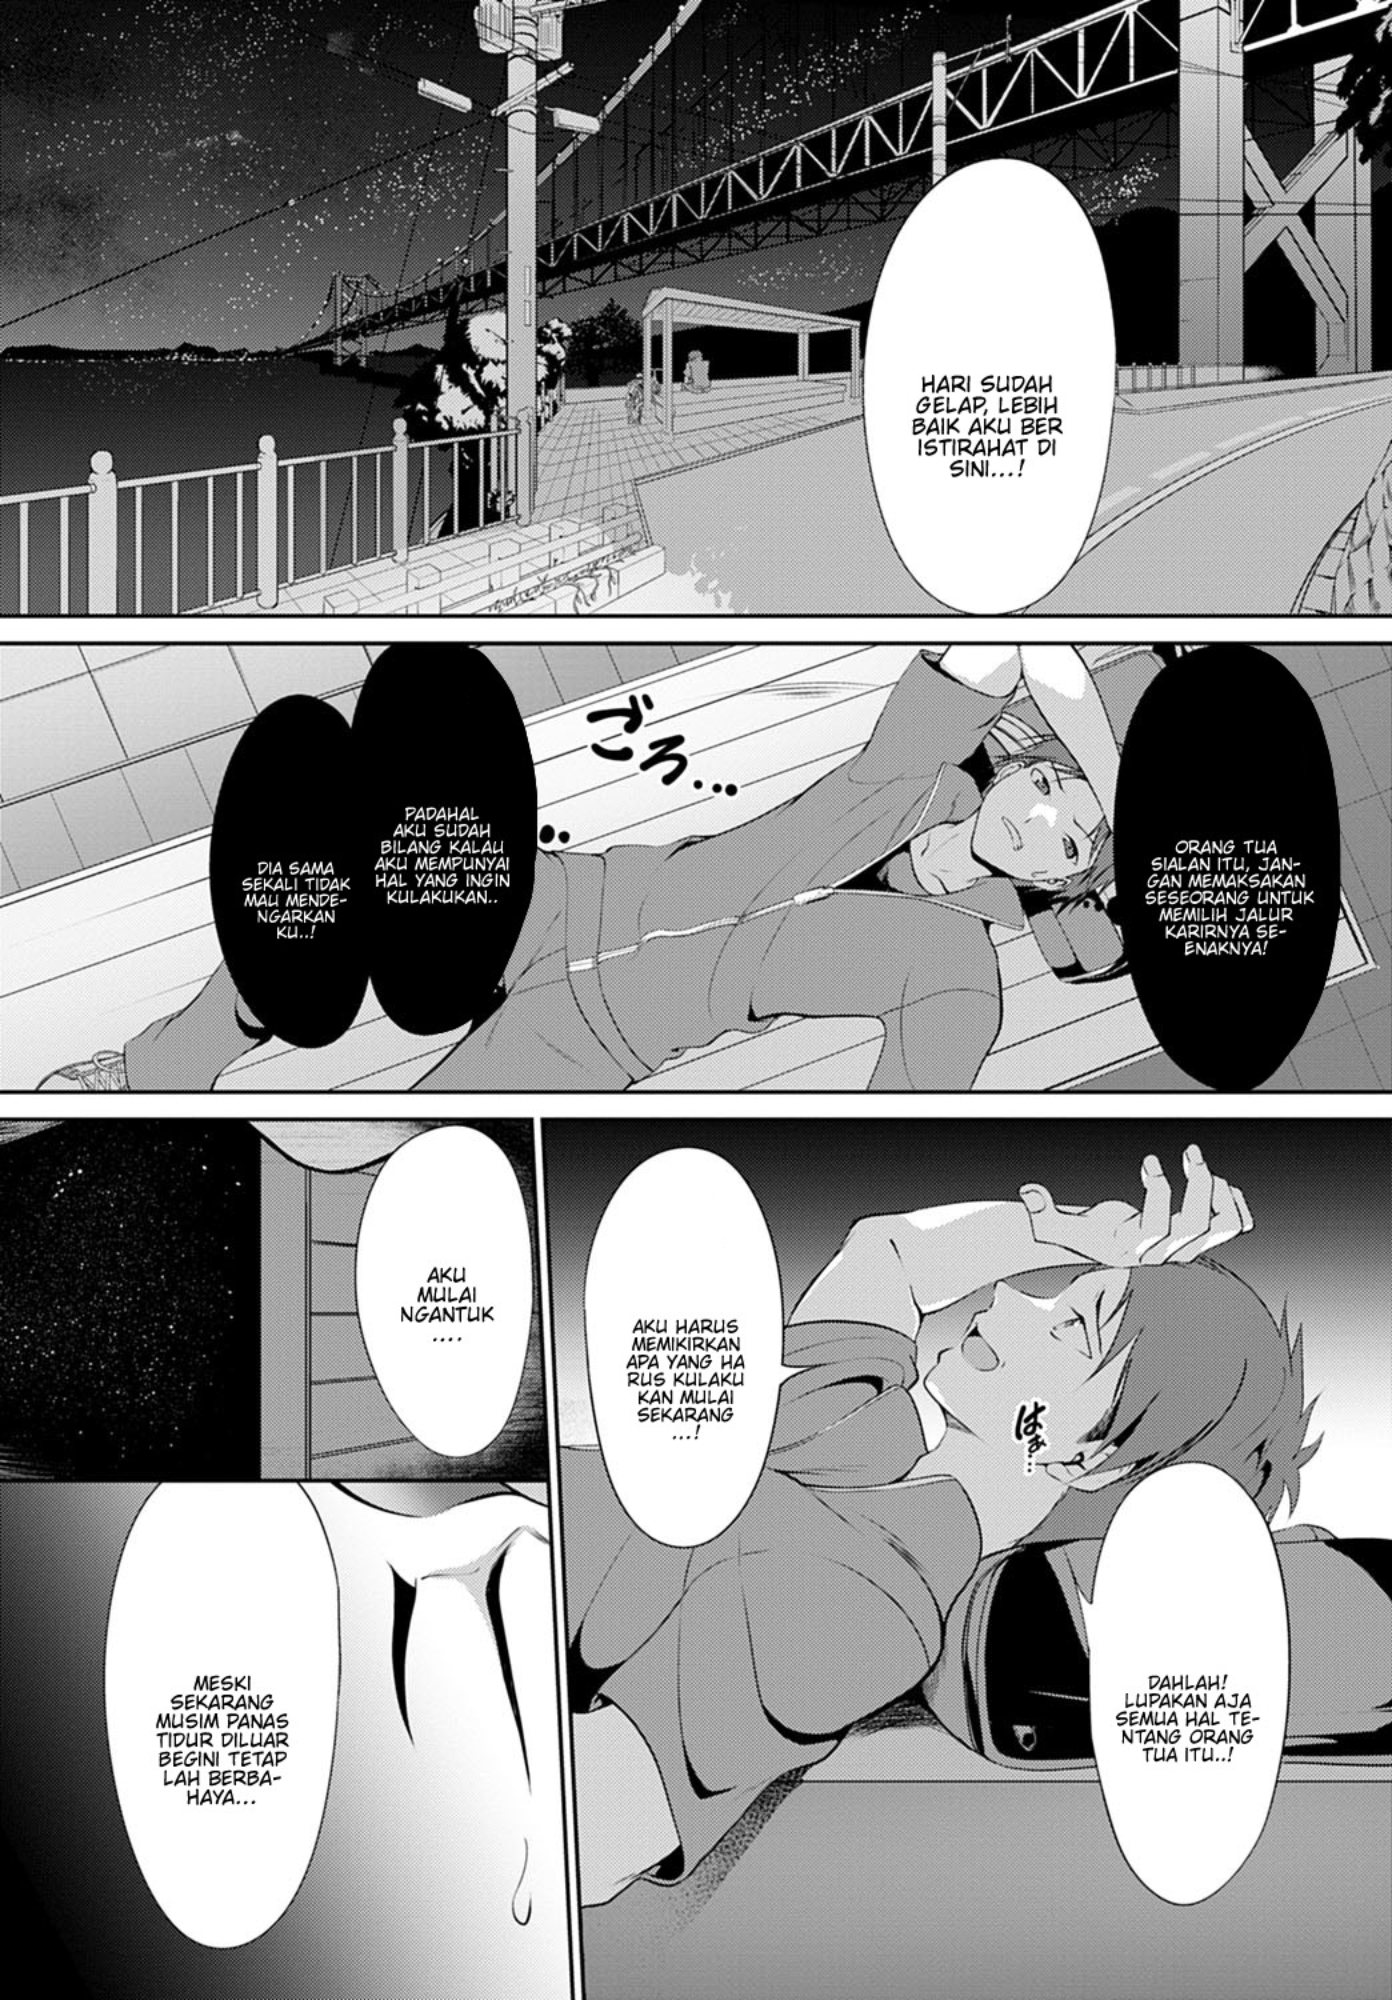 HARI SUDAH
GELAP, LEBIH
BAIK AKU BER
ISTIRAHAT DI
SINI...!
ORANG TUA
SIALAN ITU, JAN-
GAN MEMAKSAKAN
SESEORANG UNTUK
MEMILIH JALUR
KARIRNYA SE-
ENAKNYA!
ごろ...
PADAHAL
AKU SUDAH
BILANG KALAU
AKU MEMPUNYAI
HAL YANG INGIN
KULAKUKAN..
DIA SAMA
SEKALI TIDAK
MAU MENDE-
NGARKAN
KU..!
DAHLAH!
LUPAKAN AJA
SEMUA HAL TE-
NTANG ORANG
TUA ITU..!
はぁ...
AKU HARUS
MEMIKIRKAN
APA YANG HA
RUS KULAKU
KAN MULAI
SEKARANG
...!
AKU
MULAI
NGANTUK
....
MESKI
SEKARANG
MUSIM PANAS
TIDUR DILUAR
BEGINI TETAP
LAH BERBA-
HAYA...